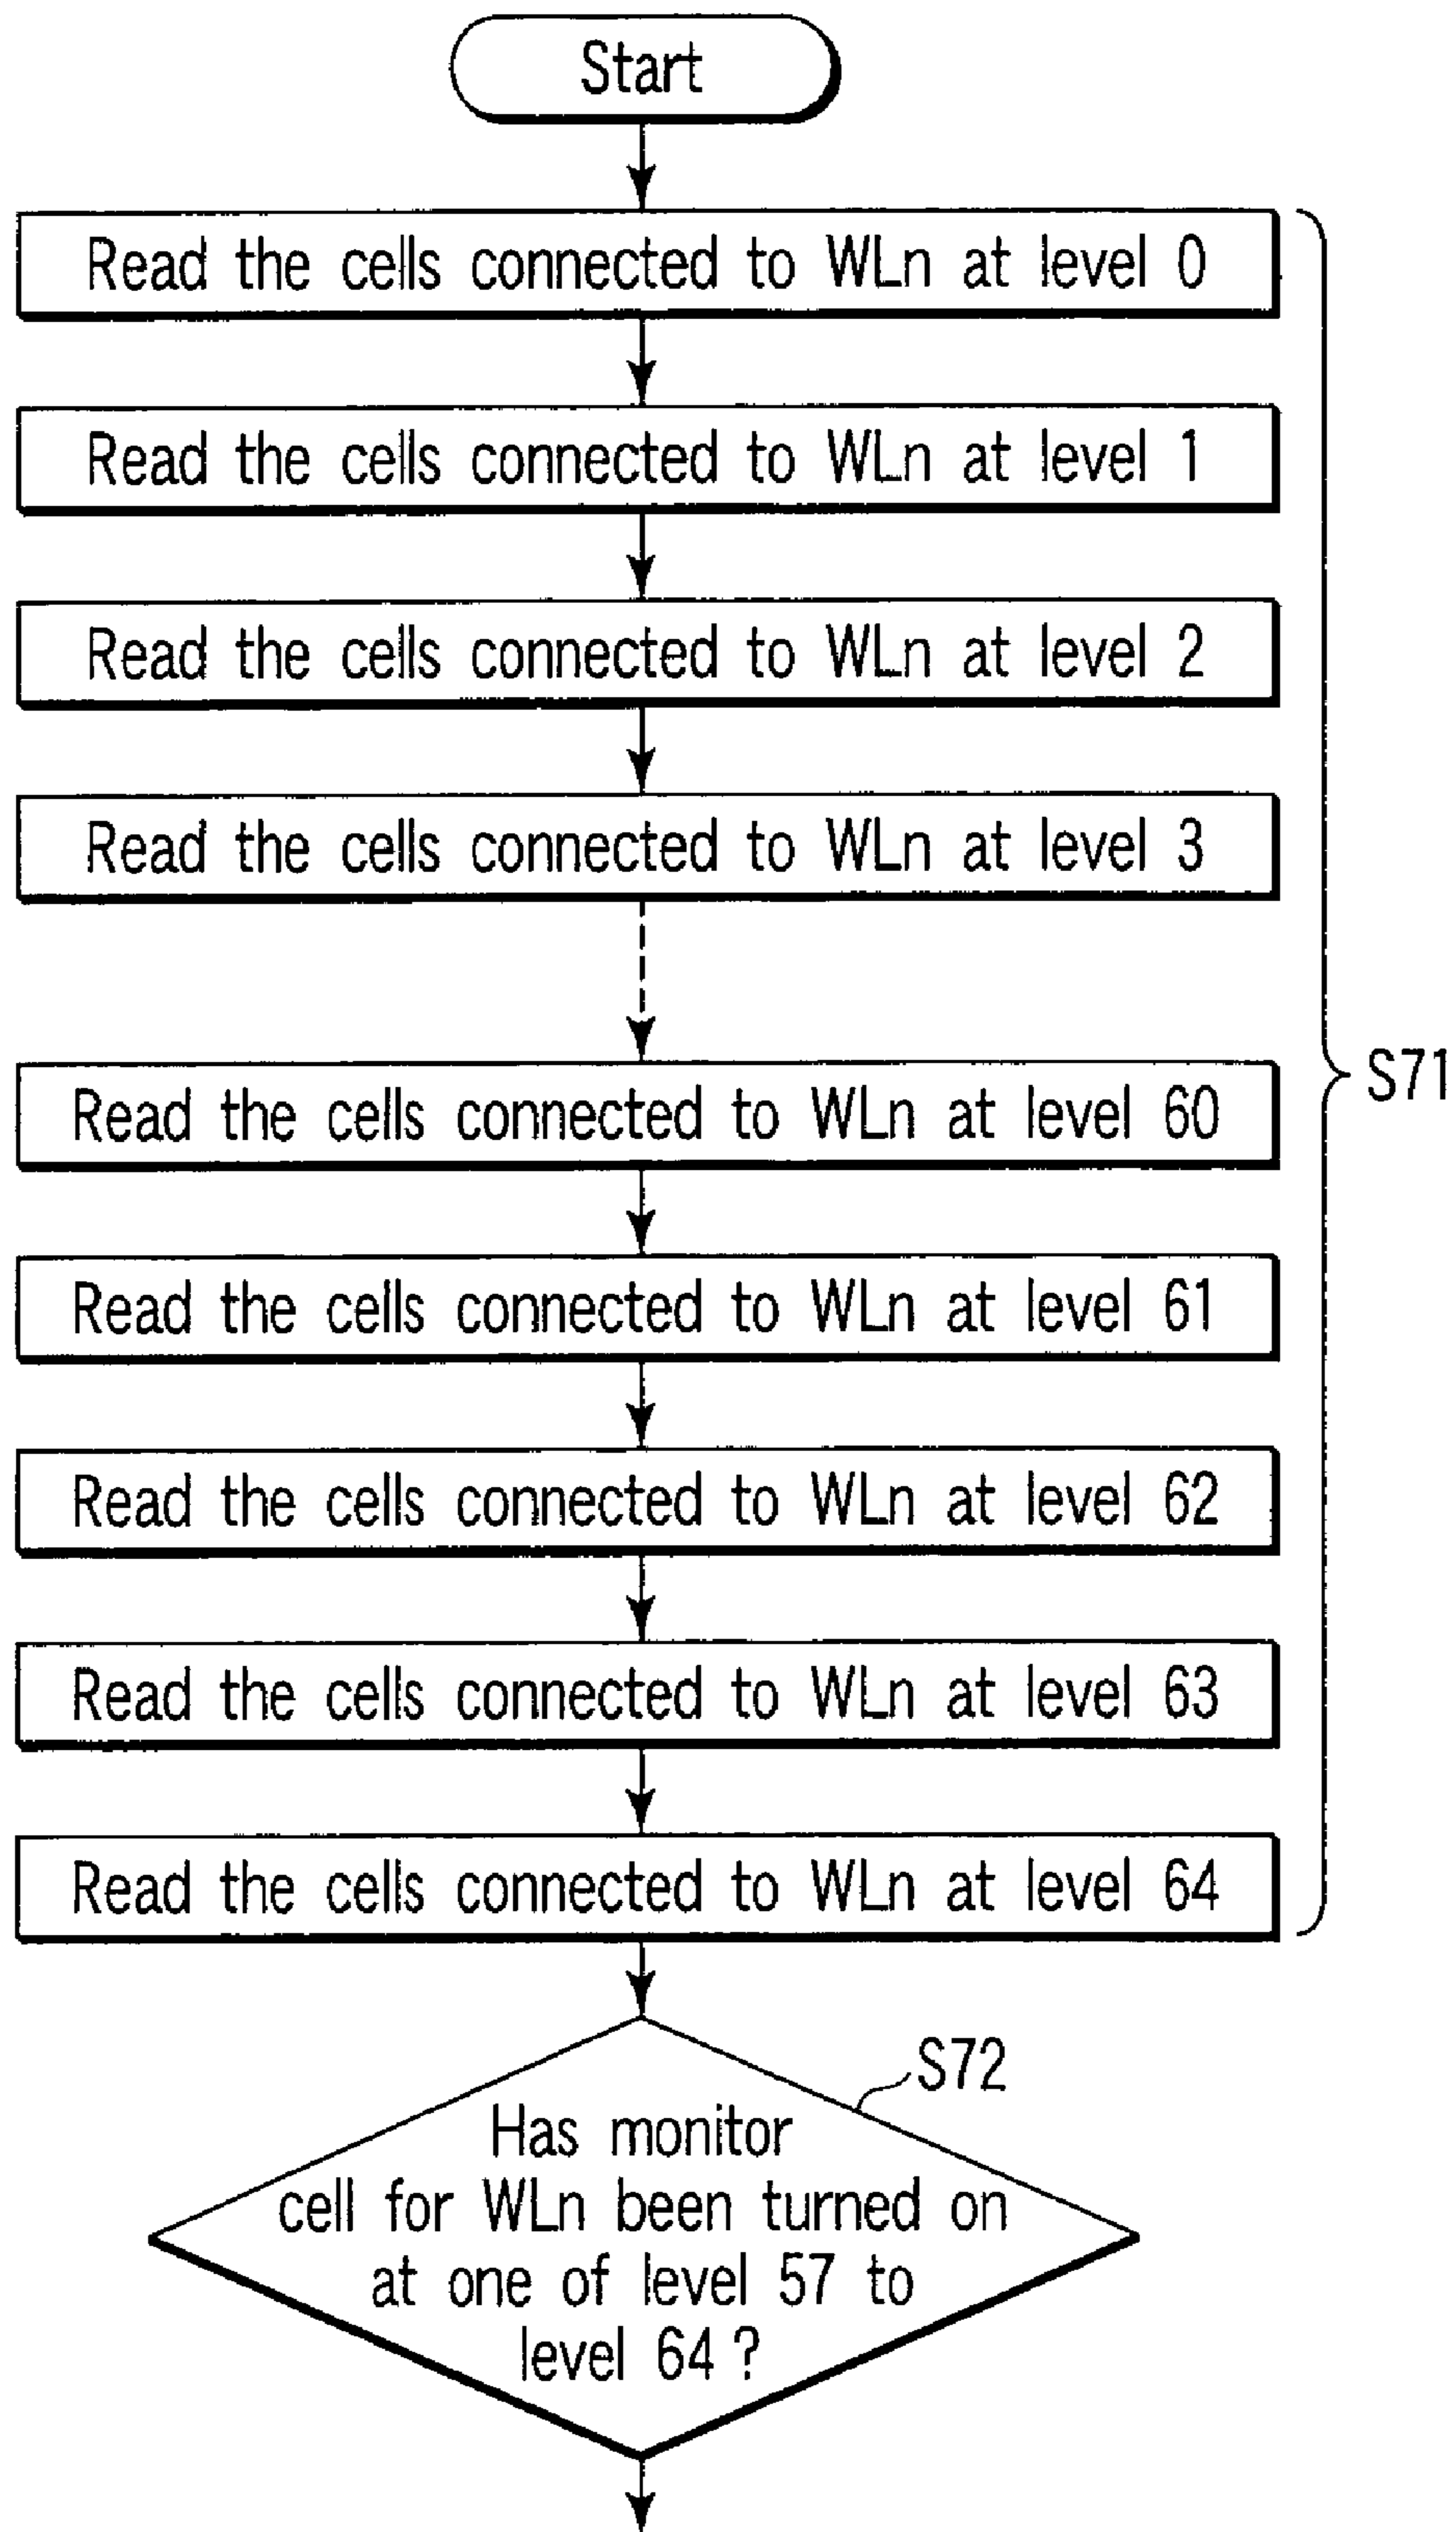 Start
Read the cells connected to WLn at level 0
Read the cells connected to WLn at level 1
Read the cells connected to WLn at level 2
Read the cells connected to WLn at level 3
Read the cells connected to WLn at level 60
S71
Read the cells connected to WLn at level 61
Read the cells connected to WLn at level 62
Read the cells connected to WLn at level 63
Read the cells connected to WLn at level 64
S72
Has monitor
cell for WLn been turned on
at one of level 57 to
level 64 ?